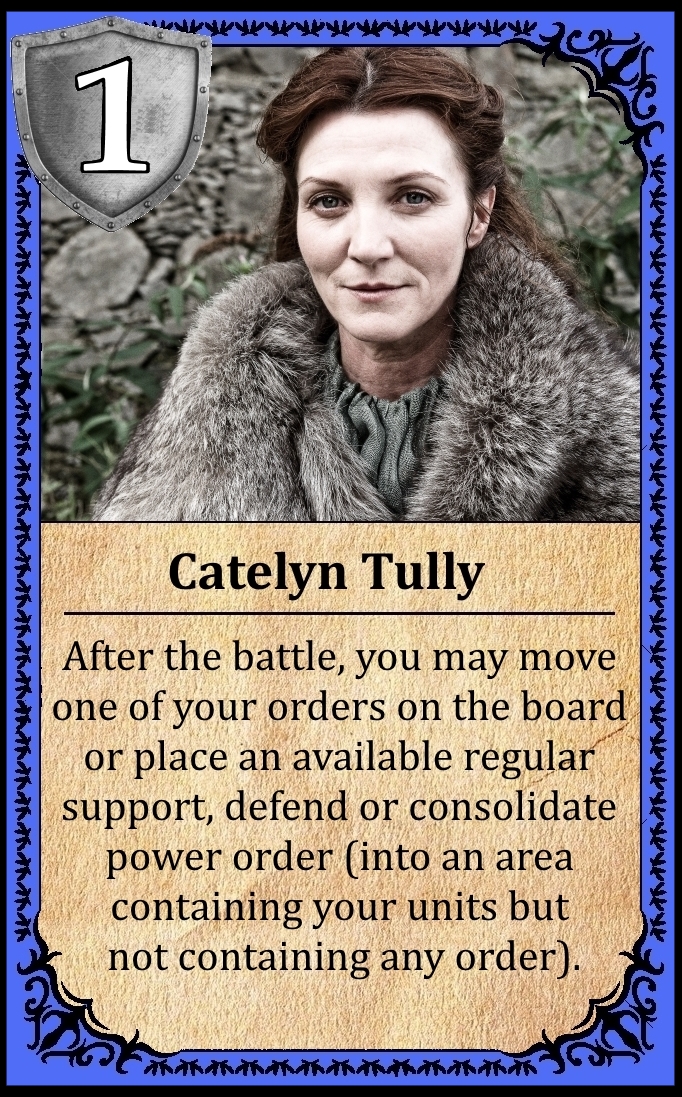 1
Catelyn Tully
After the battle, you may move
one of your orders on the board
or place an available regular
support, defend or consolidate
power order (into an area
containing your units but
not containing any order).